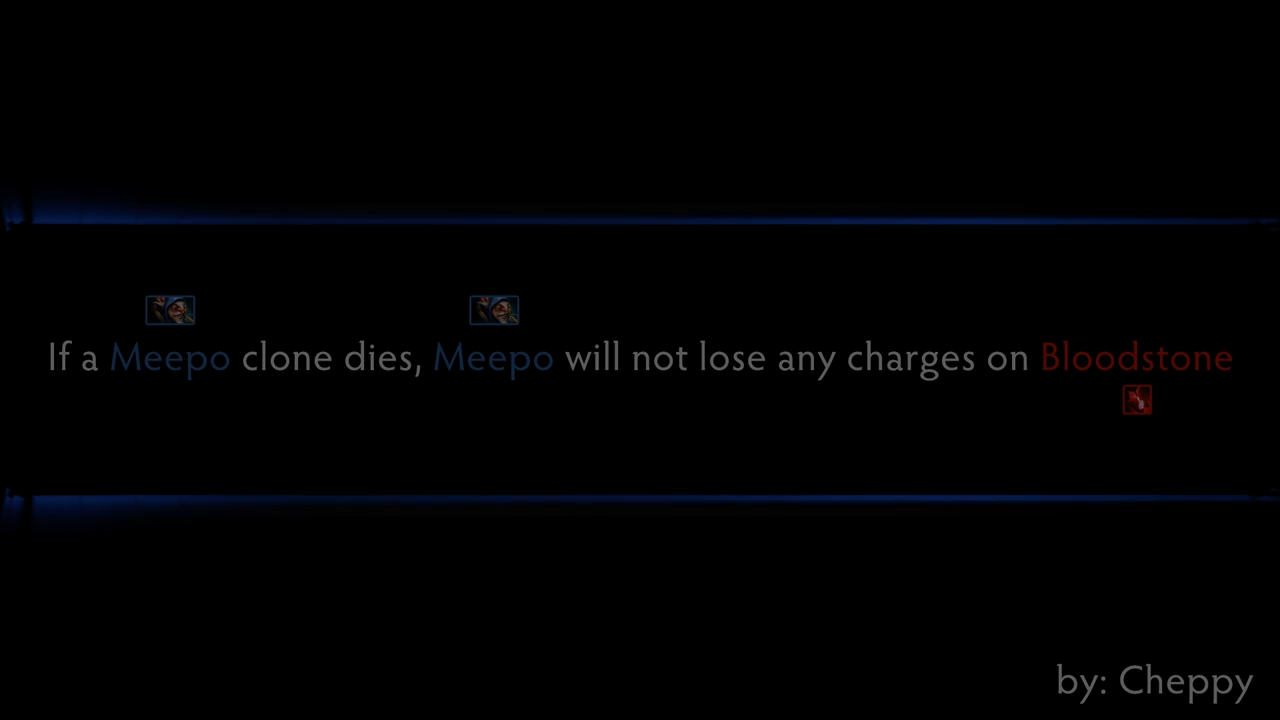 If a Meepo clone dies, Meepo will not lose any charges on Bloodstone
by: Cheppy